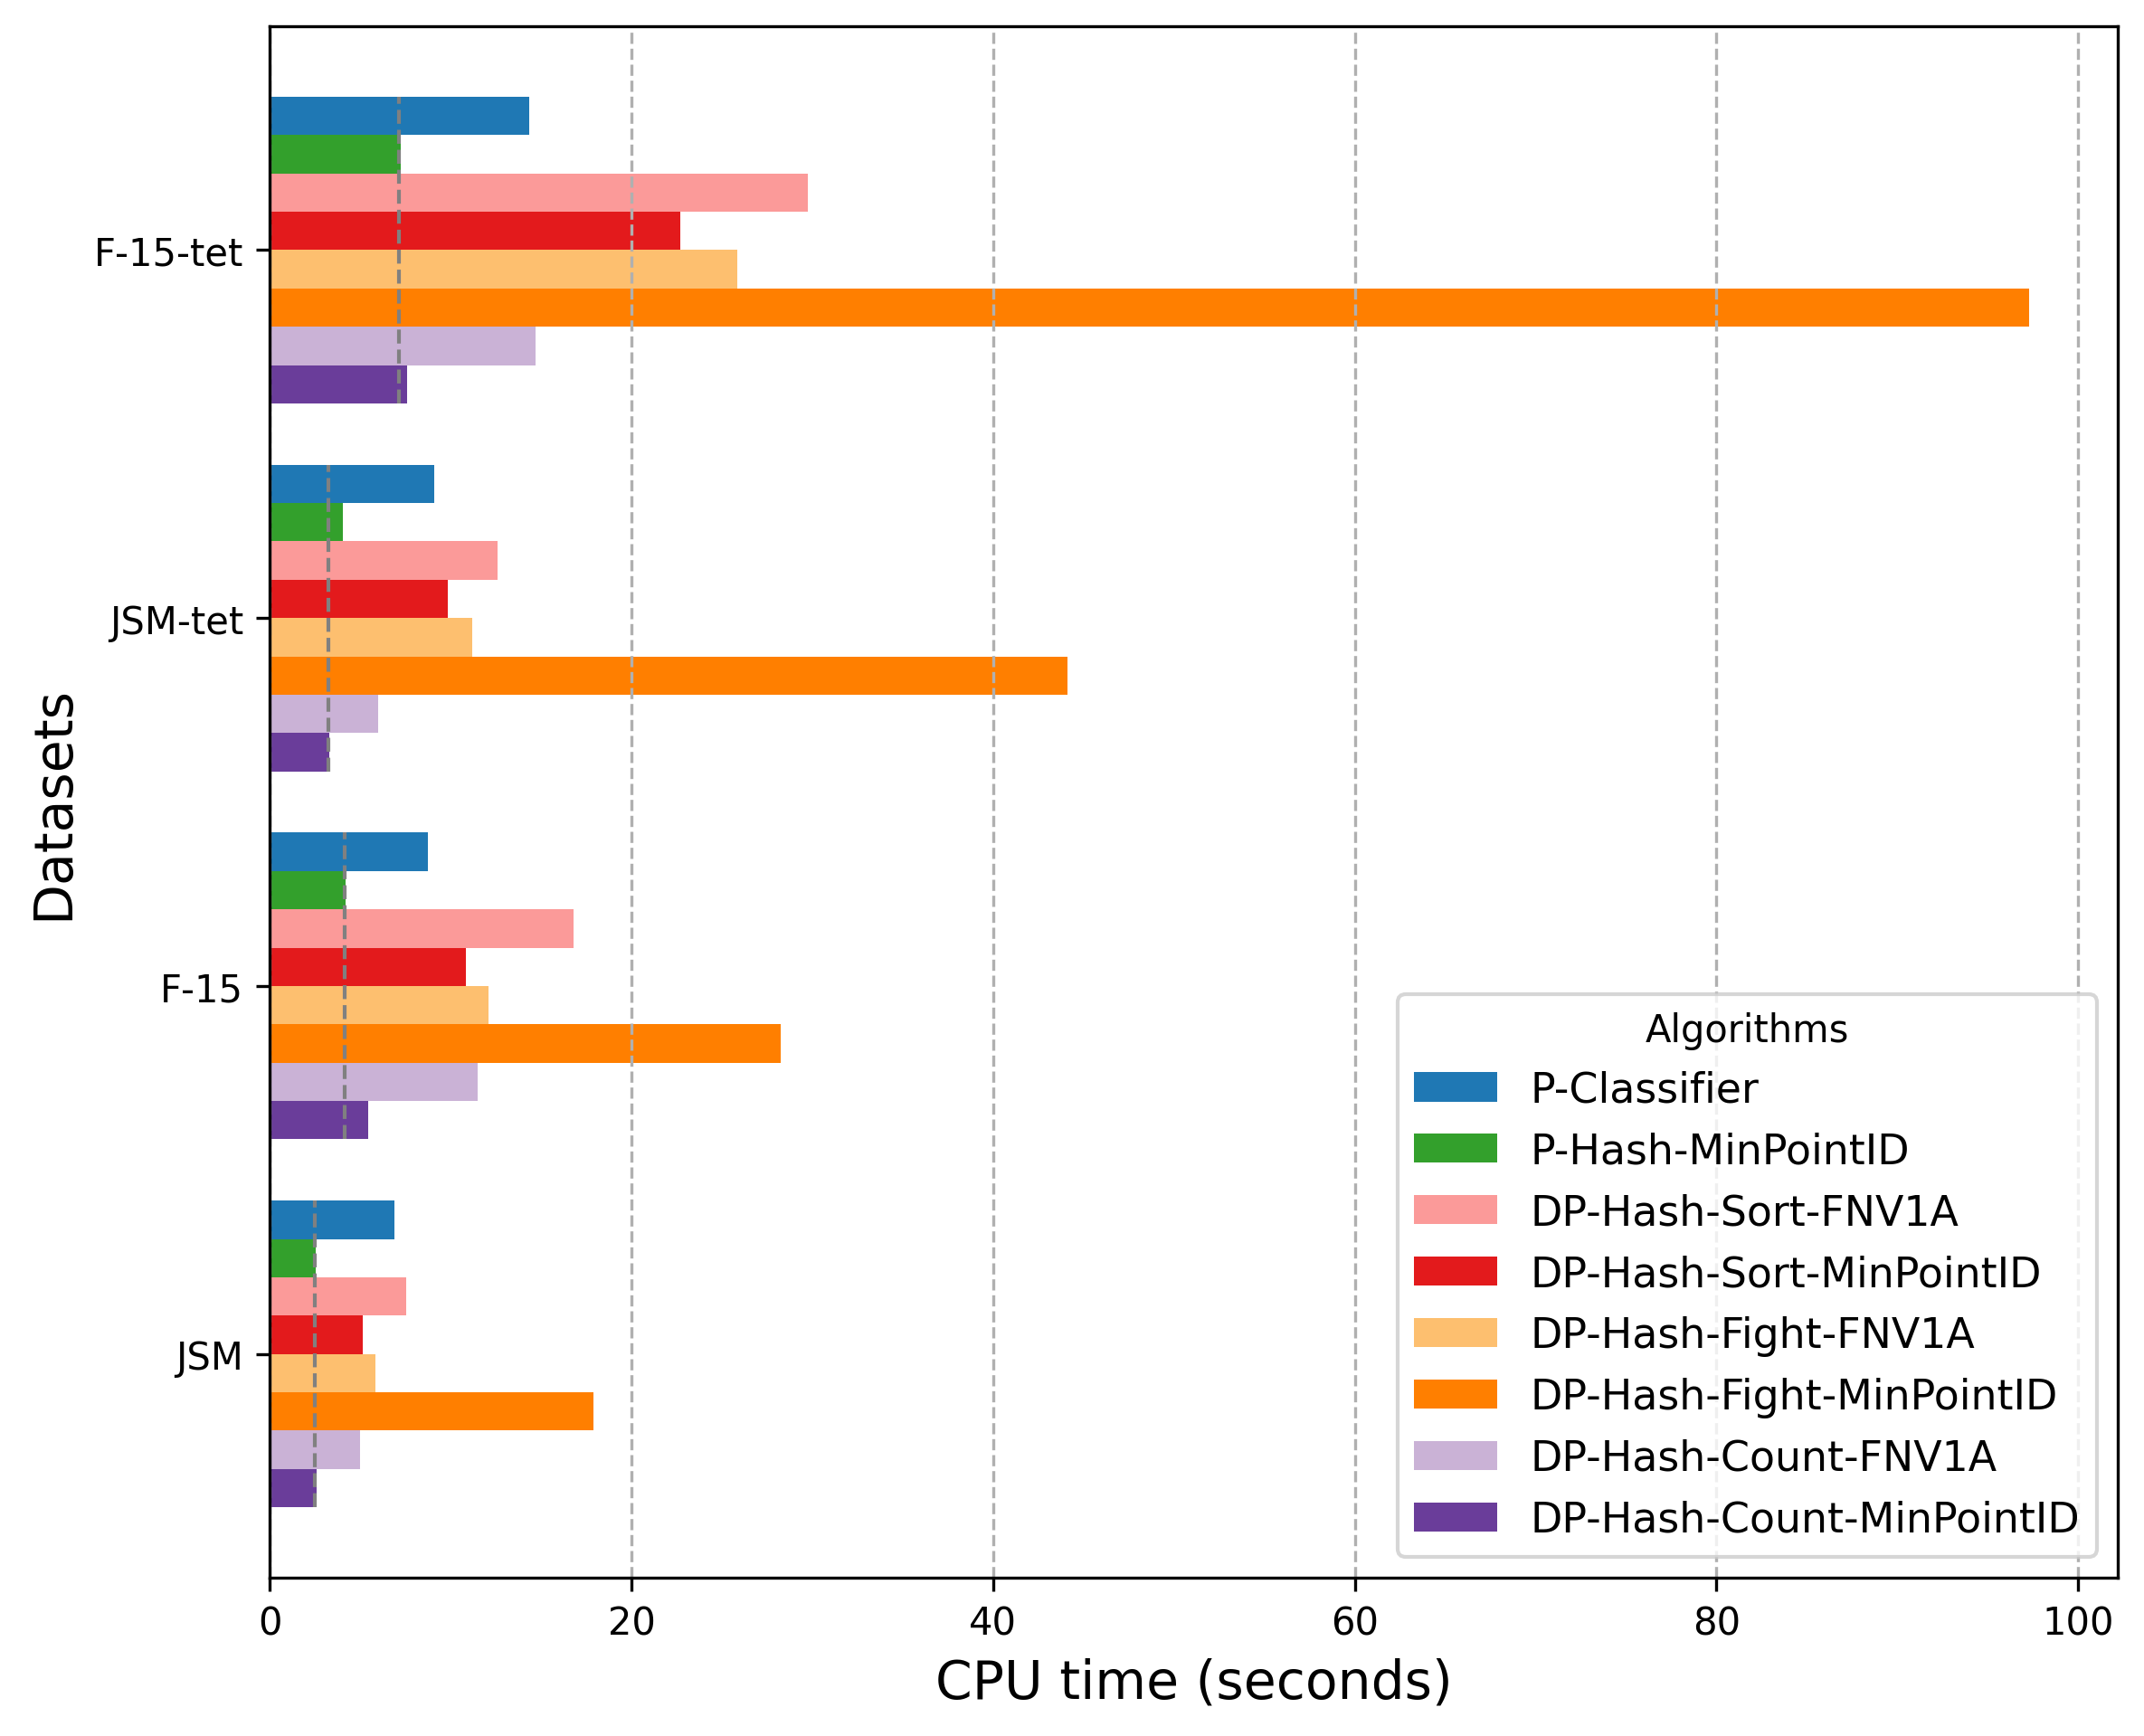 F-15-tet
JSM-tet
F-15
JSM
Datasets
0 20 40 60 80 100
CPU time (seconds)
Algorithms
P-Classifier
P-Hash-MinPointID
DP-Hash-Sort-FNV1A
DP-Hash-Sort-MinPointID
DP-Hash-Fight-FNV1A
DP-Hash-Fight-MinPointID
DP-Hash-Count-FNV1A
DP-Hash-Count-MinPointID